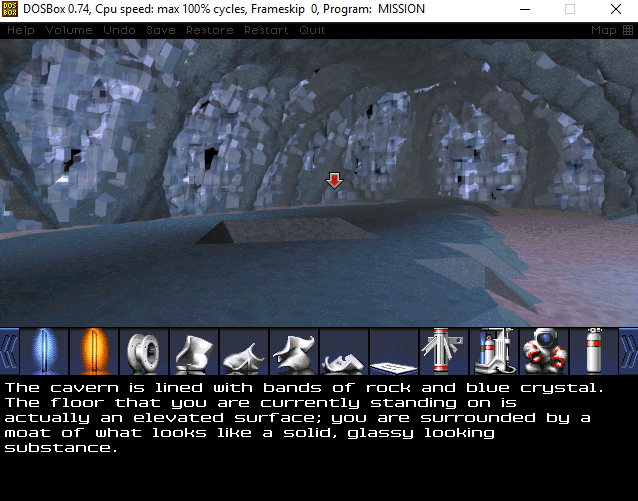 DOSBox 0.74, Cpu speed: max 100% cycles, Frameskip 0, Program: MISSION
Help Volume Undo Save Restore Restart Quit Map
The cavern is lined with bands of rock and blue crystal.
The floor that you are currently standing on is
actually an elevated surface; you are surrounded by a
moat of what looks like a solid, glassy looking
substance.